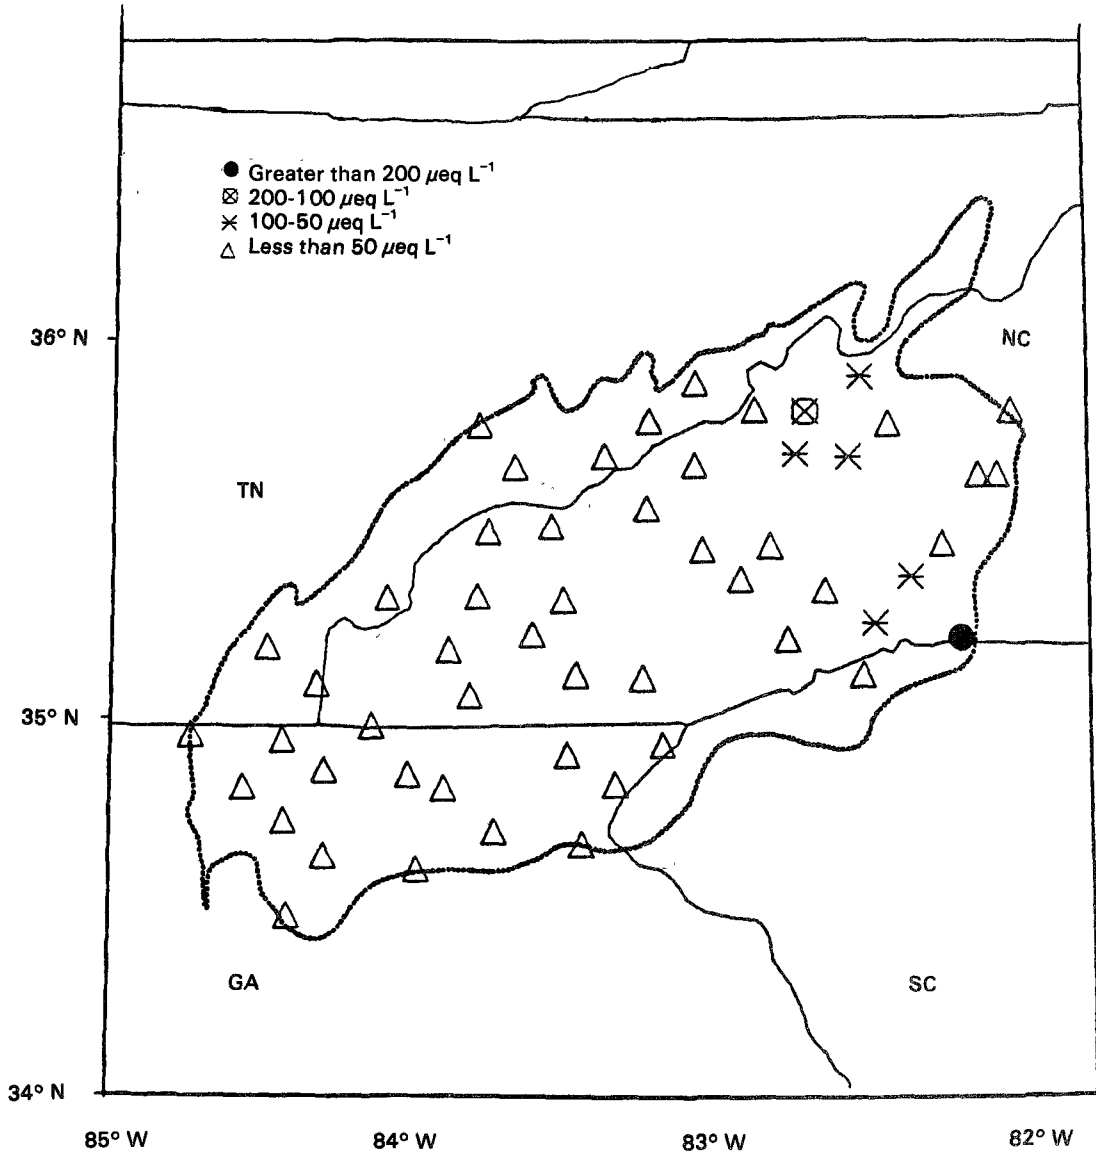 Greater than 200 μeq L⁻¹
200-100 μeq L⁻¹
100-50 μeq L⁻¹
Less than 50 μeq L⁻¹
36° N
NC
TN
35° N
GA
SC
34° N
85° W
84° W
83° W
82° W